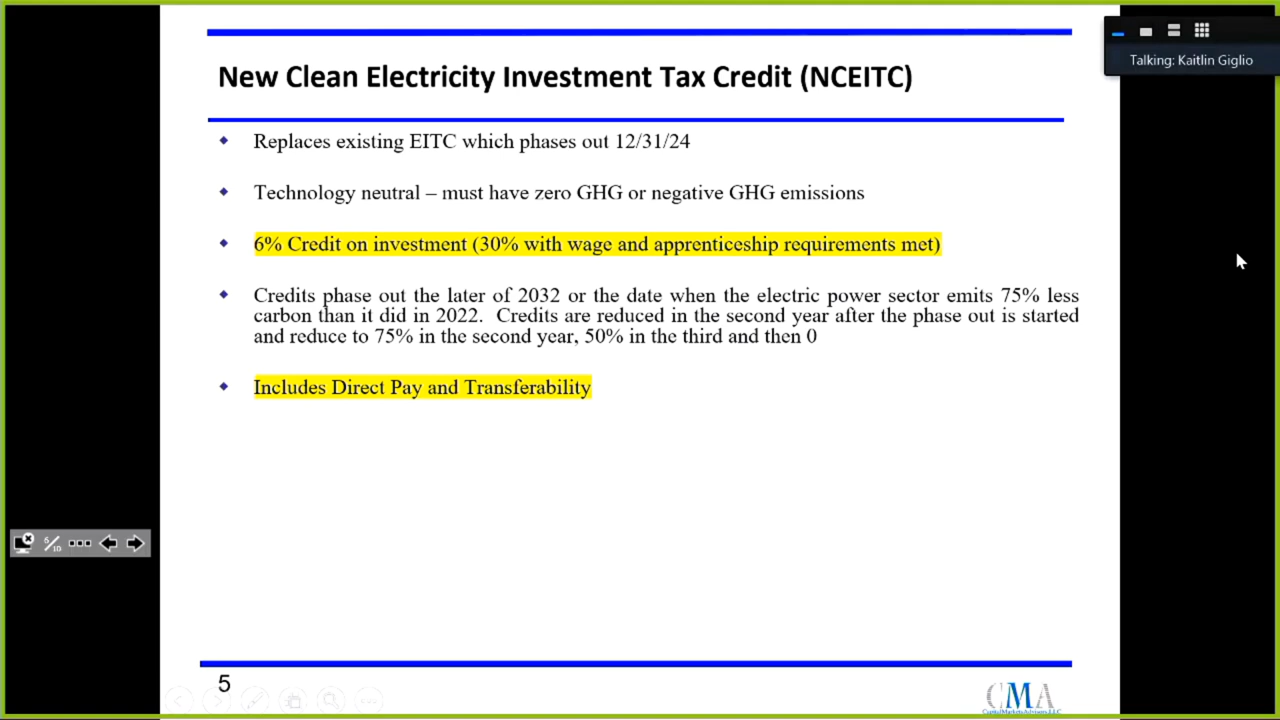 Talking: Kaitlin Giglio
New Clean Electricity Investment Tax Credit (NCEITC)
Replaces existing EITC which phases out 12/31/24
Technology neutral – must have zero GHG or negative GHG emissions
6% Credit on investment (30% with wage and apprenticeship requirements met)
Credits phase out the later of 2032 or the date when the electric power sector emits 75% less
carbon than it did in 2022. Credits are reduced in the second year after the phase out is started
and reduce to 75% in the second year, 50% in the third and then 0
Includes Direct Pay and Transferability
5
CMA
Capital Markets Advisors, LLC